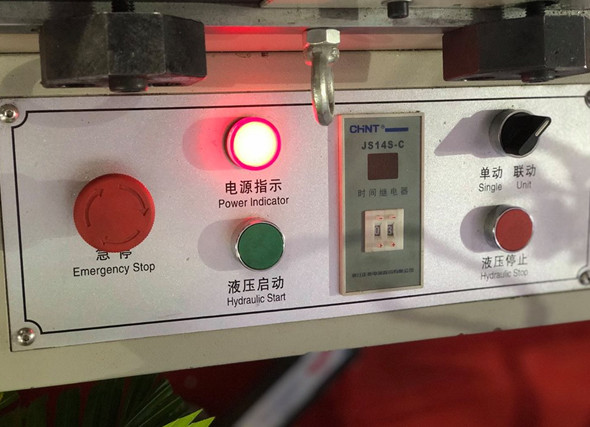 急停
Emergency Stop
电源指示
Power Indicator
液压启动
Hydraulic Start
CHNT
JS14S-C
时间继电器
单动 联动
Single Unit
液压停止
Hydraulic Stop